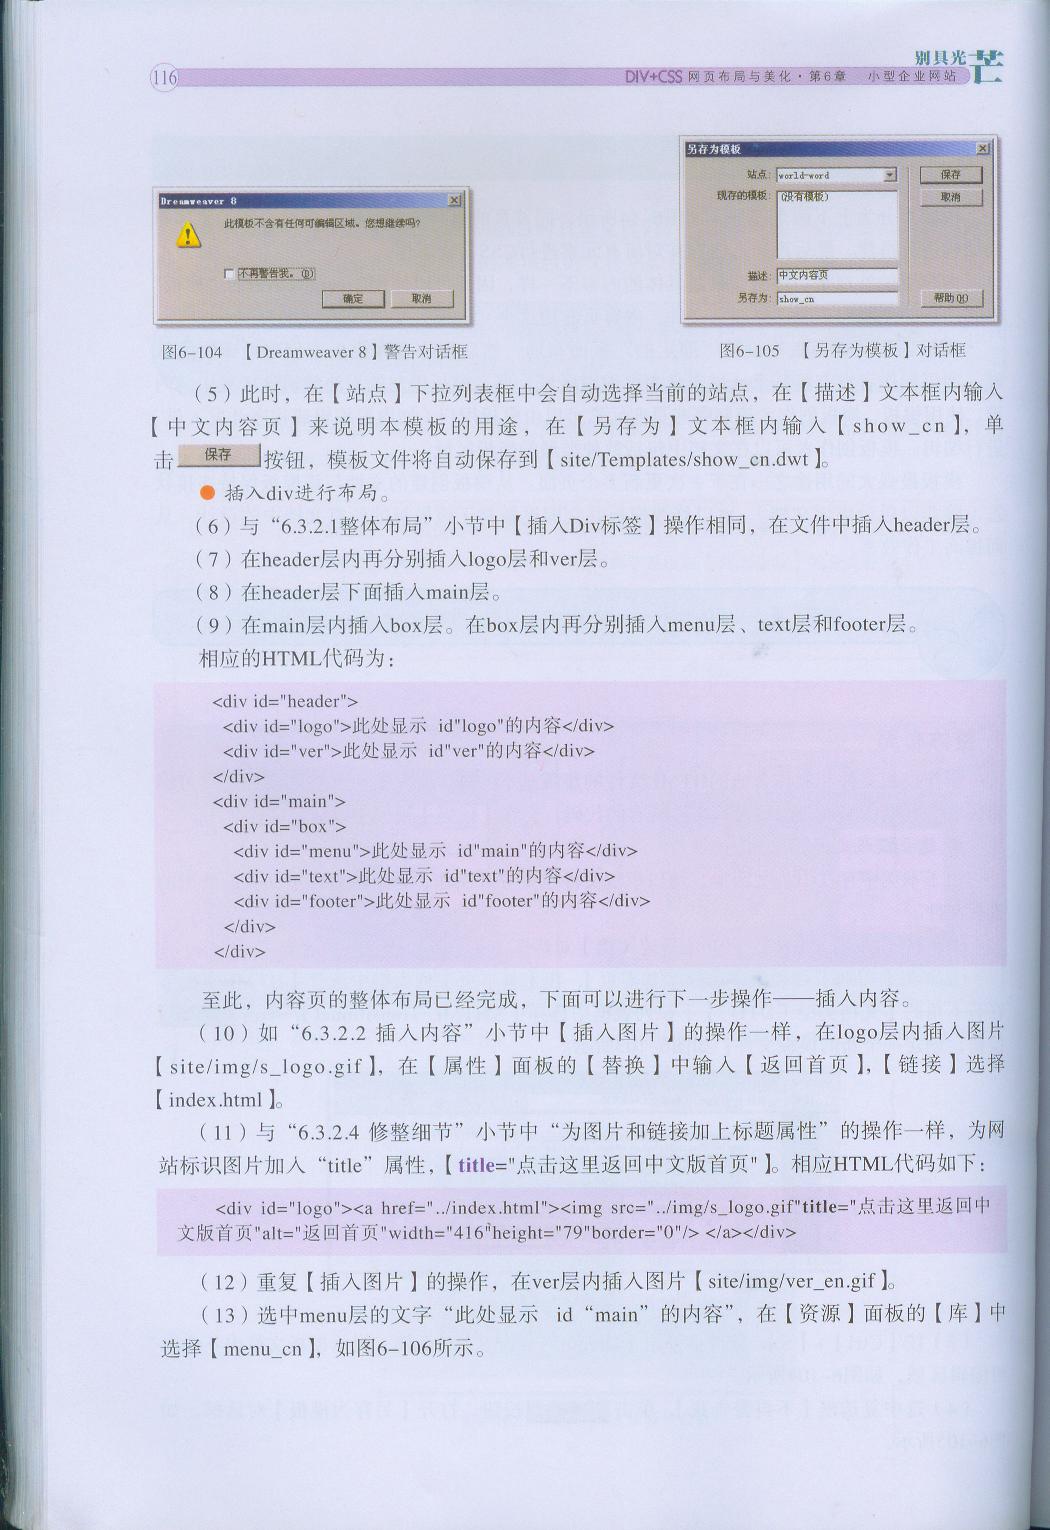 别具光芒
116
DIV+CSS 网页布局与美化·第6章 小型企业网站
Dreamweaver 8
此模板不含有任何可编辑区域。您想继续吗?
不再警告我。(D)
确定 取消
另存为模板
站点: world-word 保存
现存的模板: (没有模板) 取消
描述: 中文内容页
另存为: show_cn 帮助(H)
图6-104 【Dreamweaver 8】警告对话框
图6-105 【另存为模板】对话框
（5）此时，在【站点】下拉列表框中会自动选择当前的站点，在【描述】文本框内输入
【中文内容页】来说明本模板的用途，在【另存为】文本框内输入【show_cn】，单
击 保存 按钮，模板文件将自动保存到【site/Templates/show_cn.dwt】。
● 插入div进行布局。
（6）与“6.3.2.1整体布局”小节中【插入Div标签】操作相同，在文件中插入header层。
（7）在header层内再分别插入logo层和ver层。
（8）在header层下面插入main层。
（9）在main层内插入box层。在box层内再分别插入menu层、text层和footer层。
相应的HTML代码为：
<div id="header">
<div id="logo">此处显示 id"logo"的内容</div>
<div id="ver">此处显示 id"ver"的内容</div>
</div>
<div id="main">
<div id="box">
<div id="menu">此处显示 id"main"的内容</div>
<div id="text">此处显示 id"text"的内容</div>
<div id="footer">此处显示 id"footer"的内容</div>
</div>
</div>
至此，内容页的整体布局已经完成，下面可以进行下一步操作——插入内容。
（10）如“6.3.2.2 插入内容”小节中【插入图片】的操作一样，在logo层内插入图片
【site/img/s_logo.gif】，在【属性】面板的【替换】中输入【返回首页】，【链接】选择
【index.html】。
（11）与“6.3.2.4 修整细节”小节中“为图片和链接加上标题属性”的操作一样，为网
站标识图片加入“title”属性，【title="点击这里返回中文版首页"】。相应HTML代码如下：
<div id="logo"><a href="../index.html"><img src="../img/s_logo.gif"title="点击这里返回中
文版首页"alt="返回首页"width="416"height="79"border="0"/> </a></div>
（12）重复【插入图片】的操作，在ver层内插入图片【site/img/ver_en.gif】。
（13）选中menu层的文字“此处显示 id“main”的内容”，在【资源】面板的【库】中
选择【menu_cn】，如图6-106所示。